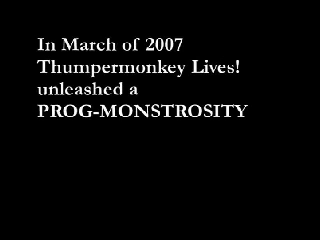 In March of 2007
Thumpermonkey Lives!
unleashed a
PROG-MONSTROSITY